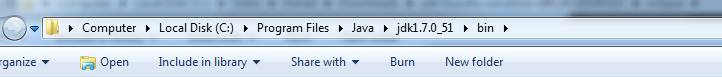 Computer Local Disk (C:) Program Files Java jdk1.7.0_51 bin
rganize Open Include in library Share with Burn New folder